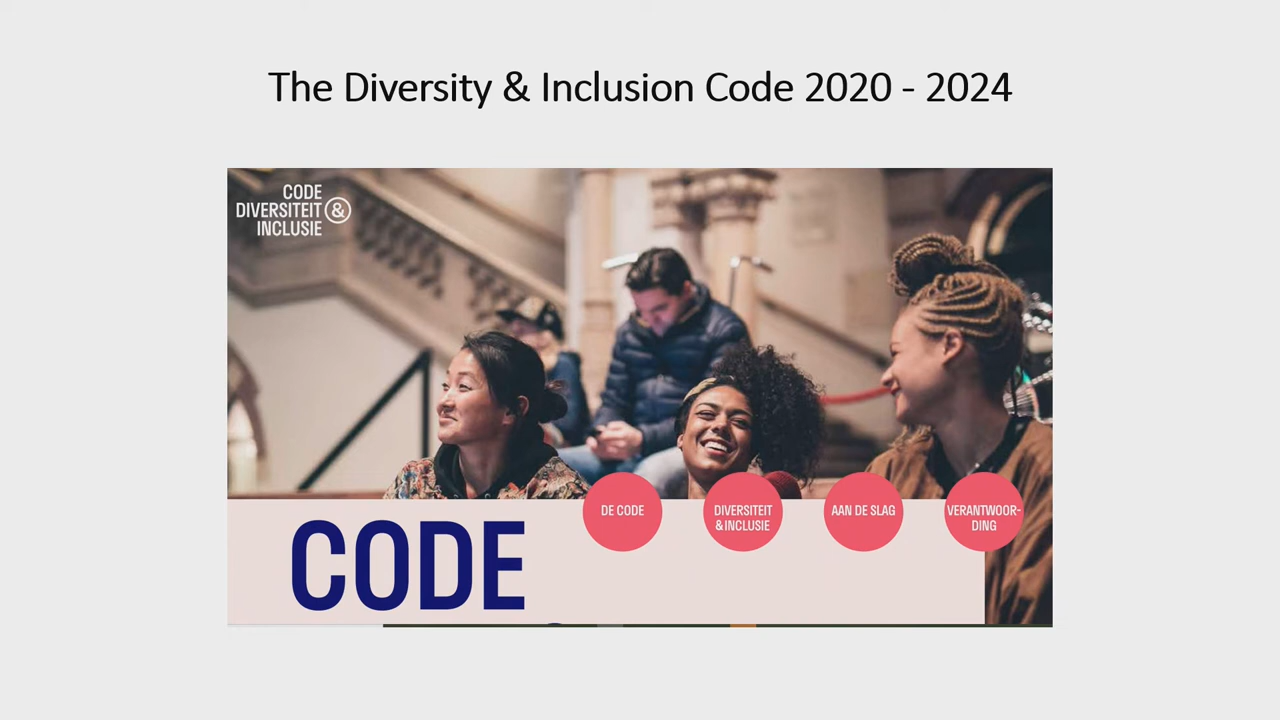 The Diversity & Inclusion Code 2020 - 2024
CODE
DIVERSITEIT &
INCLUSIE
DE CODE
DIVERSITEIT
& INCLUSIE
AAN DE SLAG
VERANTWOOR-
DING
CODE